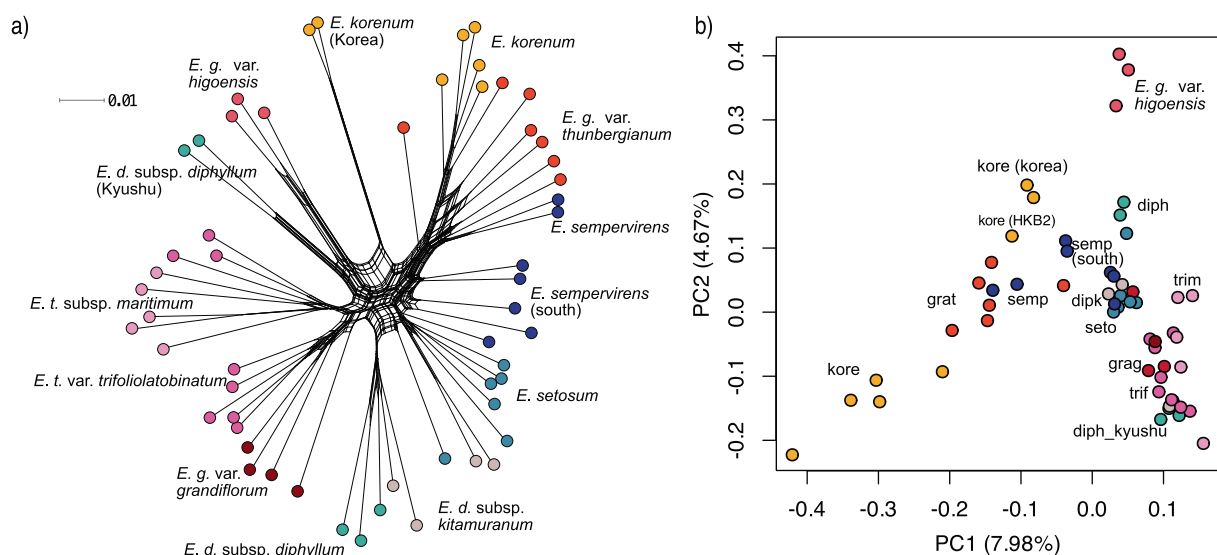 a)
E. korenum
(Korea)
E. korenum
E. g. var.
higoensis
0.01
E. g. var.
thunbergianum
E. d. subsp. diphyllum
(Kyushu)
E. sempervirens
E. t. subsp. maritimum
E. sempervirens
(south)
E. t. var. trifoliolatobinatum
E. setosum
E. g. var.
grandiflorum
E. d. subsp.
kitamuranum
E. d. subsp. diphyllum
b)
PC2 (4.67%)
0.4
0.3
0.2
0.1
0.0
-0.1
-0.2
E. g. var.
higoensis
kore (korea)
diph
kore (HKB2)
semp
(south)
trim
grat
semp
dipk
seto
kore
grag
trif
diph_kyushu
-0.4
-0.3
-0.2
-0.1
0.0
0.1
PC1 (7.98%)